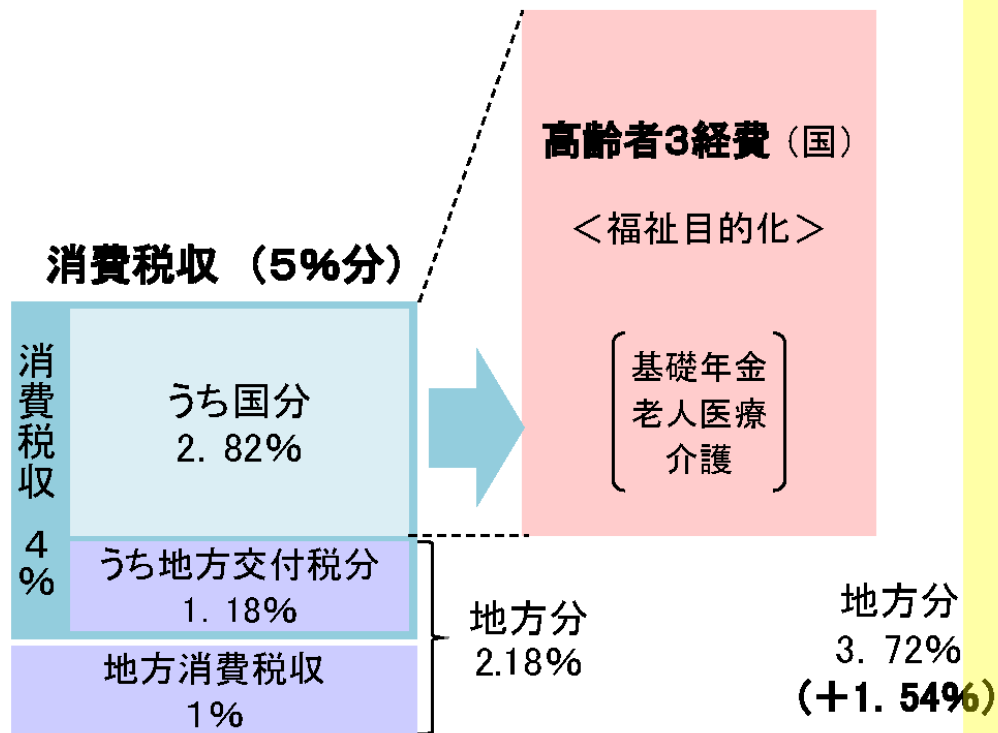 高齢者3経費（国）
＜福祉目的化＞
基礎年金
老人医療
介護
消費税収（5%分）
消費税収 4%
うち国分
2．82%
うち地方交付税分
1．18%
地方消費税収
1%
地方分
2.18%
地方分
3．72%
(＋1．54%)